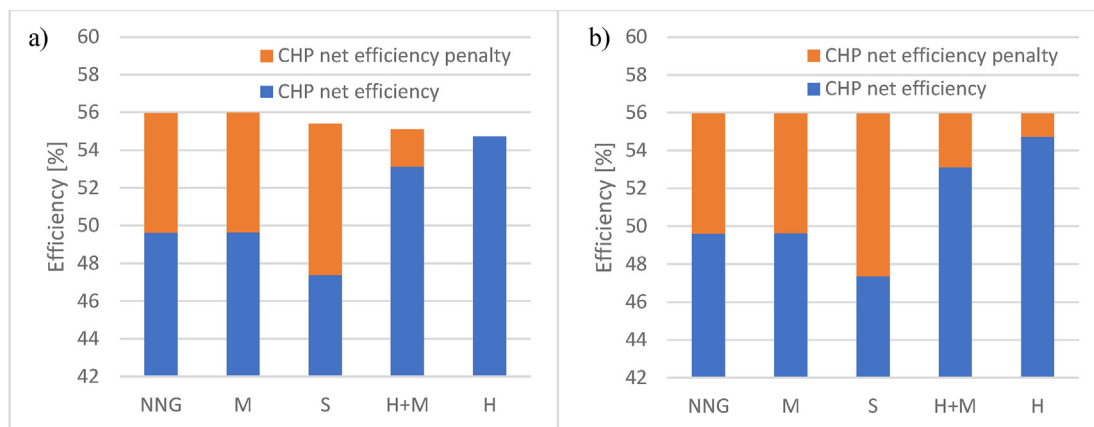 a)
CHP net efficiency penalty
CHP net efficiency
Efficiency [%]
60
58
56
54
52
50
48
46
44
42
NNG M S H+M H
b)
CHP net efficiency penalty
CHP net efficiency
Efficiency [%]
60
58
56
54
52
50
48
46
44
42
NNG M S H+M H